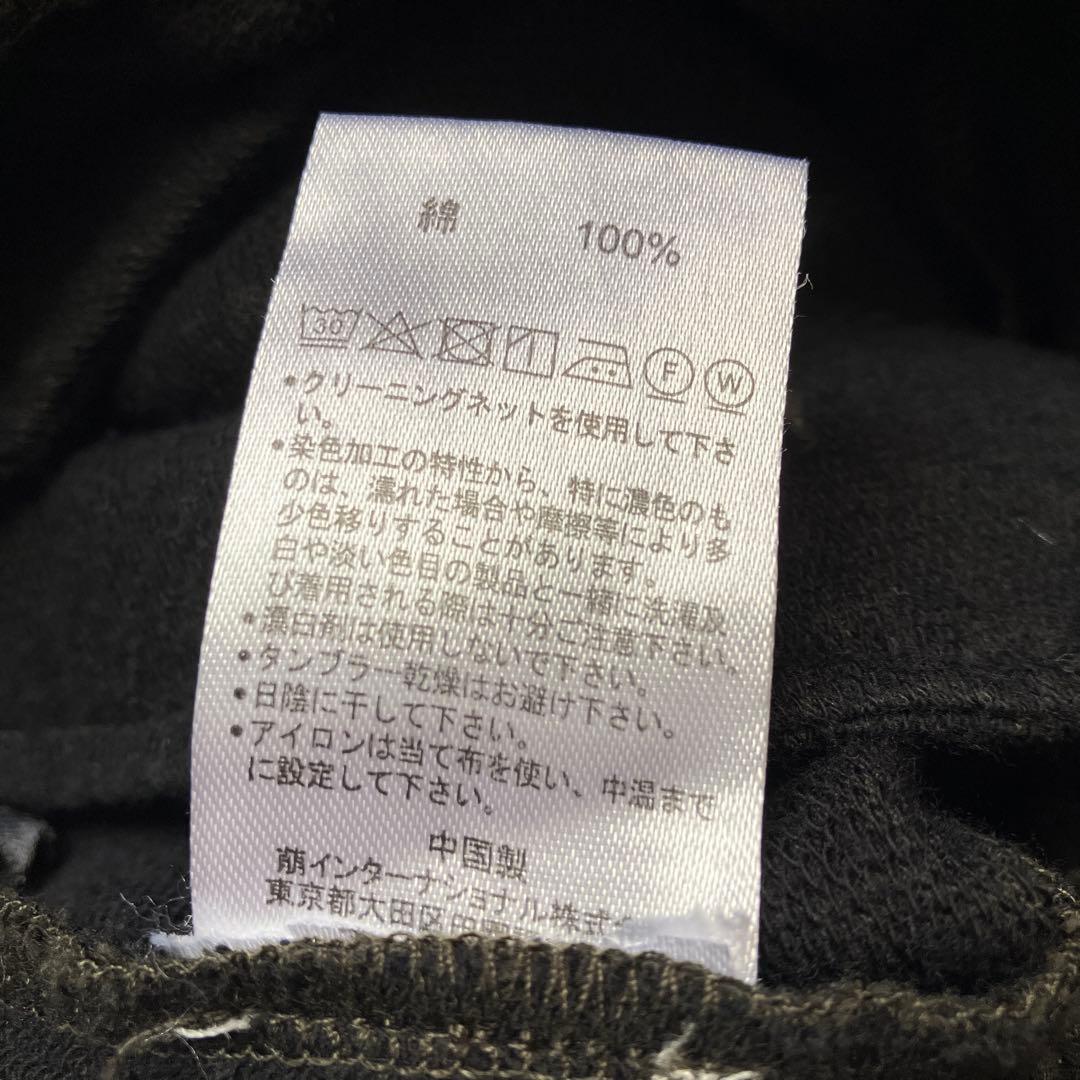 綿 100%
30 F W
•クリーニングネットを使用して下さ
い。
•染色加工の特性から、特に濃色のも
のは、濡れた場合や摩擦等により多
少色移りすることがあります。
白や淡い色目の製品と一緒に洗濯及
び着用される際は十分ご注意下さい。
•漂白剤は使用しないで下さい。
•タンブラー乾燥はお避け下さい。
•日陰に干して下さい。
•アイロンは当て布を使い、中温まで
に設定して下さい。
中国製
萠インターナショナル株式
東京都大田区